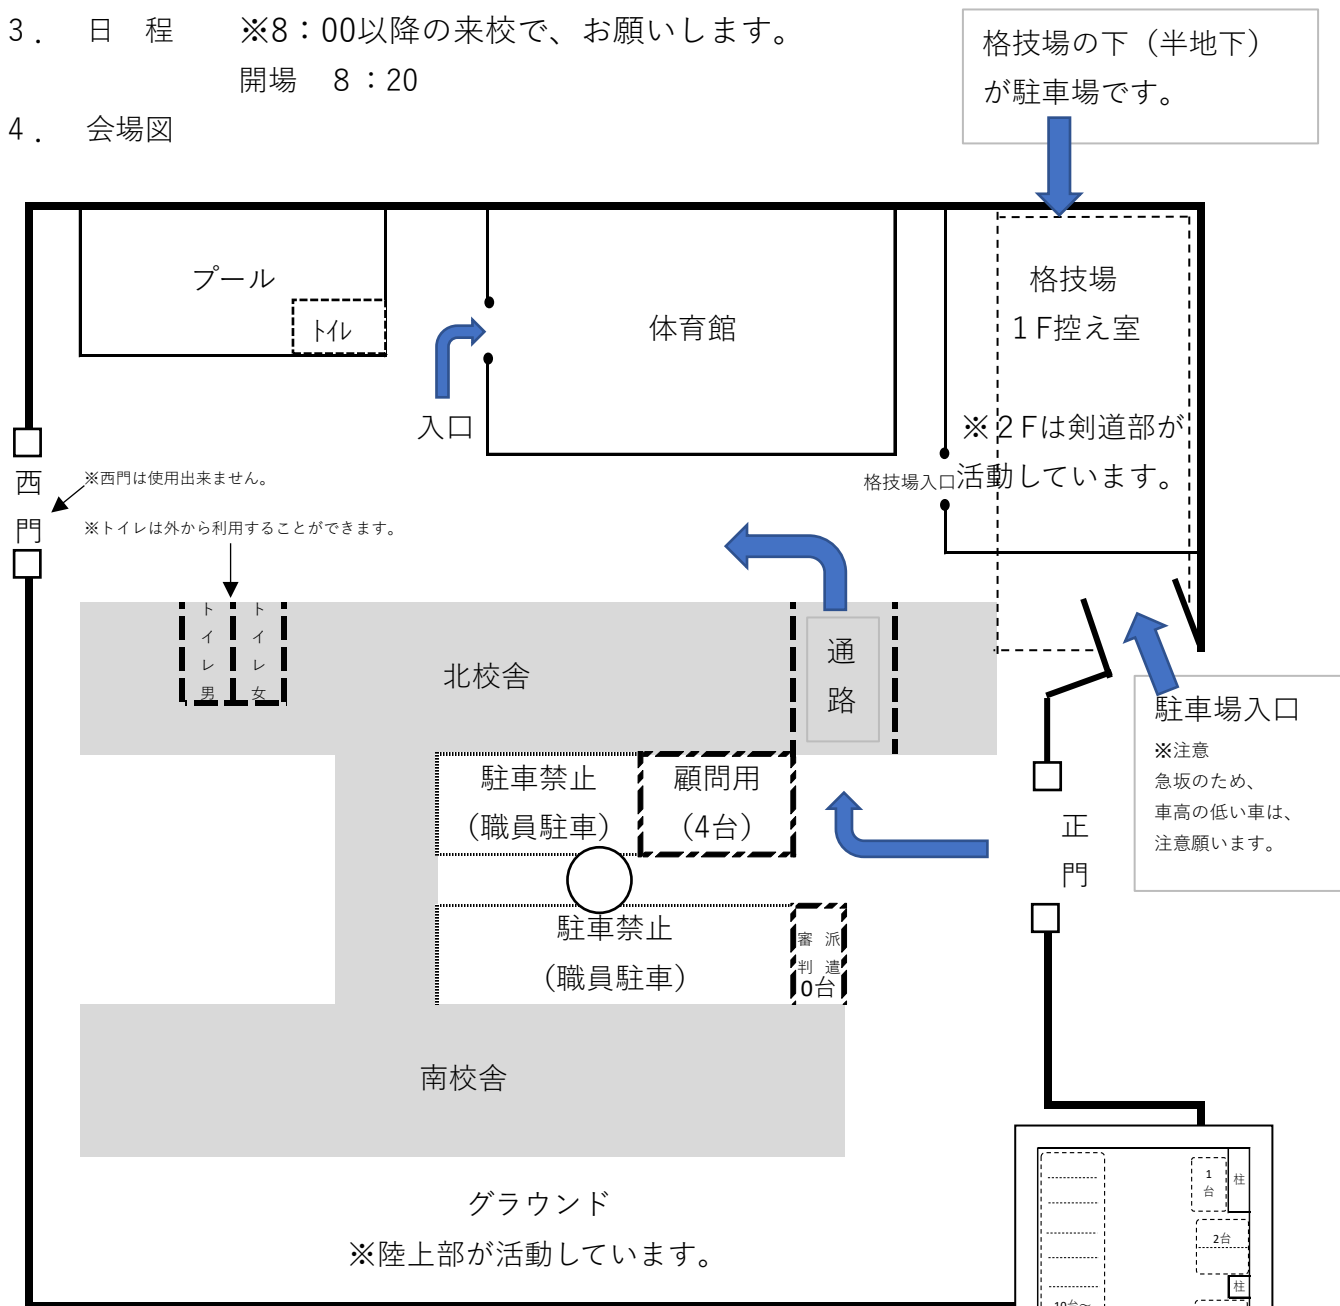 ３． 日 程 ※8：00以降の来校で、お願いします。
開場 ８：20
４． 会場図
格技場の下（半地下）
が駐車場です。
プール
ﾄｲﾚ
入口
体育館
格技場
１F控え室
※２Fは剣道部が
活動しています。
格技場入口
西門
※西門は使用出来ません。
※トイレは外から利用することができます。
トイレ男
トイレ女
北校舎
通路
駐車場入口
※注意
急坂のため、
車高の低い車は、
注意願います。
駐車禁止
（職員駐車）
顧問用
（4台）
正門
駐車禁止
（職員駐車）
審判
派遣
0台
南校舎
グラウンド
※陸上部が活動しています。
1
台
柱
2台
柱
10台～